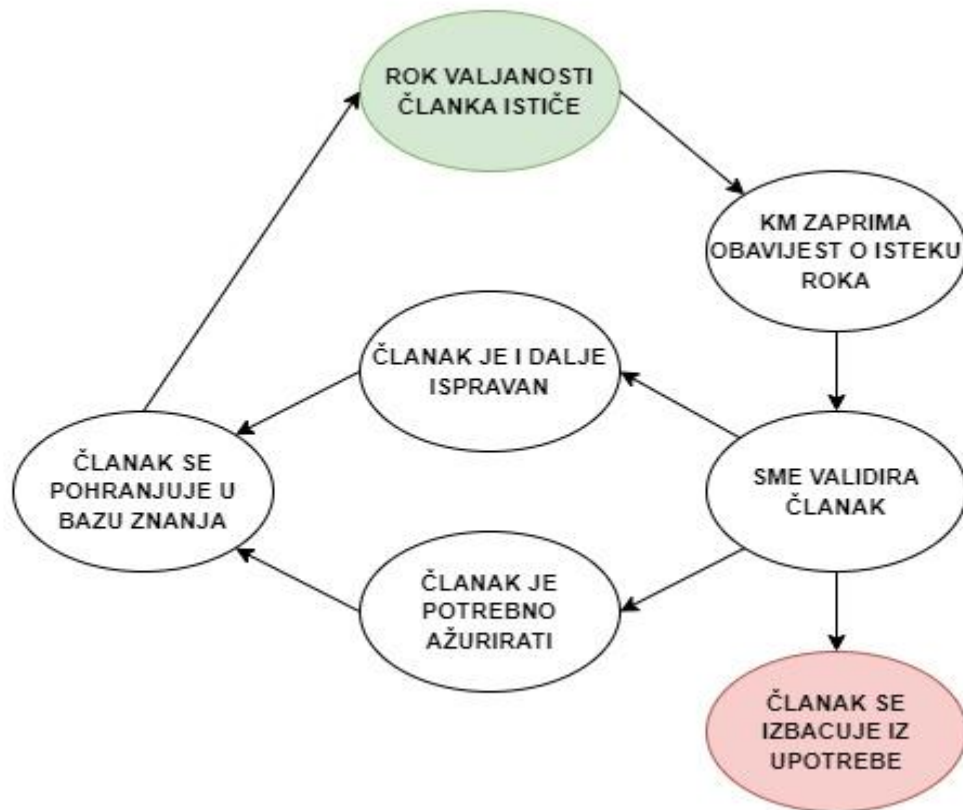 ROK VALJANOSTI
ČLANKA ISTIČE
KM ZAPRIMA
OBAVIJEST O ISTEKU
ROKA
ČLANAK JE I DALJE
ISPRAVAN
ČLANAK SE
POHRANJUJE U
BAZU ZNANJA
SME VALIDIRA
ČLANAK
ČLANAK JE
POTREBNO
AŽURIRATI
ČLANAK SE
IZBACUJE IZ
UPOTREBE